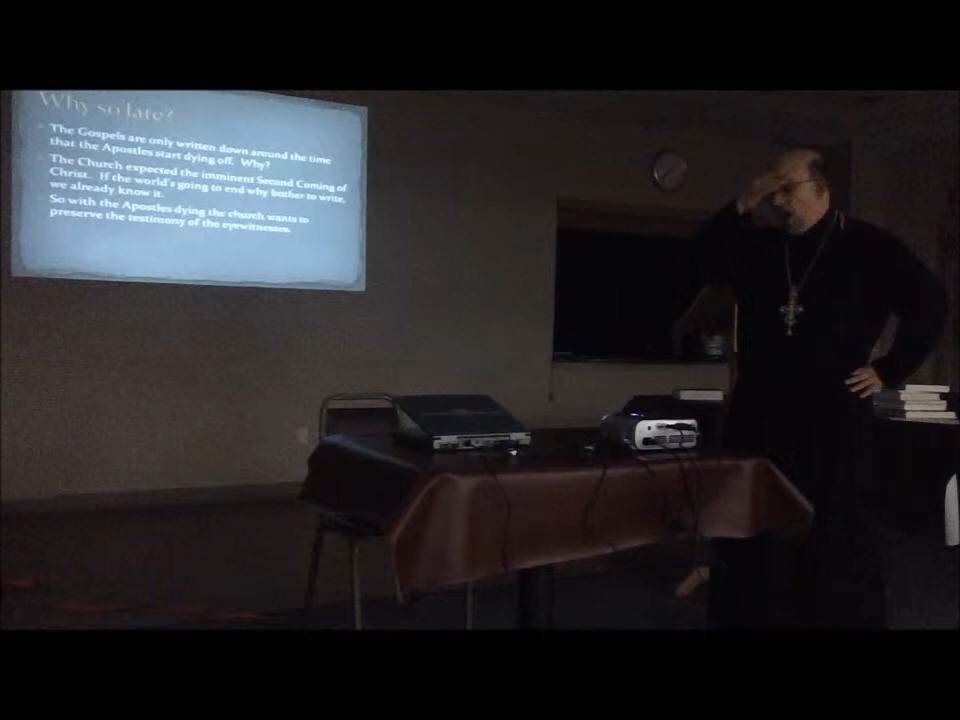 Why so late?
The Gospels are only written down around the time
that the Apostles start dying off. Why?
The Church expected the imminent Second Coming of
Christ. If the world's going to end why bother to write,
we already know it.
So with the Apostles dying the church wants to
preserve the testimony of the eyewitnesses.